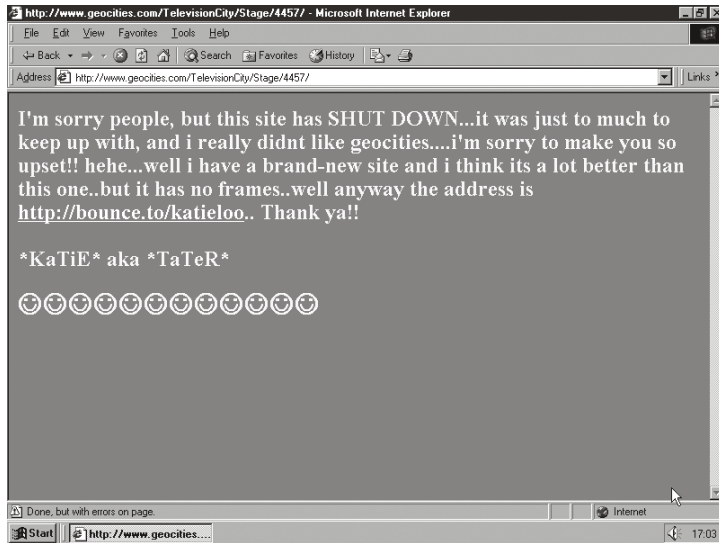 http://www.geocities.com/TelevisionCity/Stage/4457/ - Microsoft Internet Explorer
File Edit View Favorites Tools Help
Back Search Favorites History
Address http://www.geocities.com/TelevisionCity/Stage/4457/ Links
I'm sorry people, but this site has SHUT DOWN...it was just to much to
keep up with, and i really didnt like geocities....i'm sorry to make you so
upset!! hehe...well i have a brand-new site and i think its a lot better than
this one..but it has no frames..well anyway the address is
http://bounce.to/katieloo.. Thank ya!!
*KaTiE* aka *TaTeR*
☺☺☺☺☺☺☺☺☺☺☺☺
Done, but with errors on page. Internet
Start http://www.geocities.... 17:03